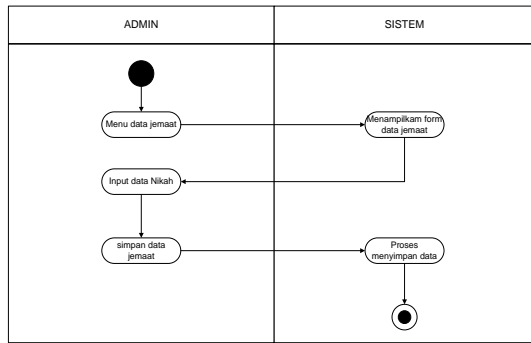 ADMIN
SISTEM
Menu data jemaat
Menampilkam form
data jemaat
Input data Nikah
simpan data
jemaat
Proses
menyimpan data